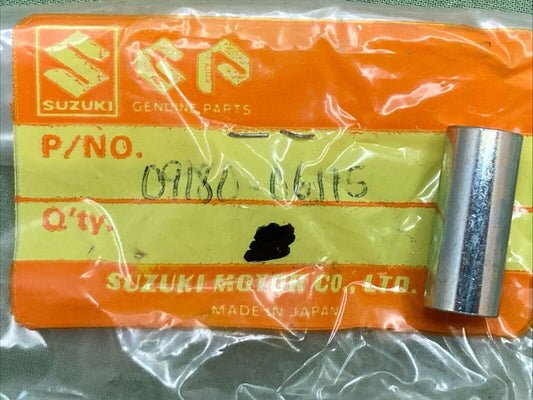 SUZUKI
GENUINE PARTS
P/NO.
09180-06115
Q'ty.
SUZUKI MOTOR CO., LTD.
MADE IN JAPAN